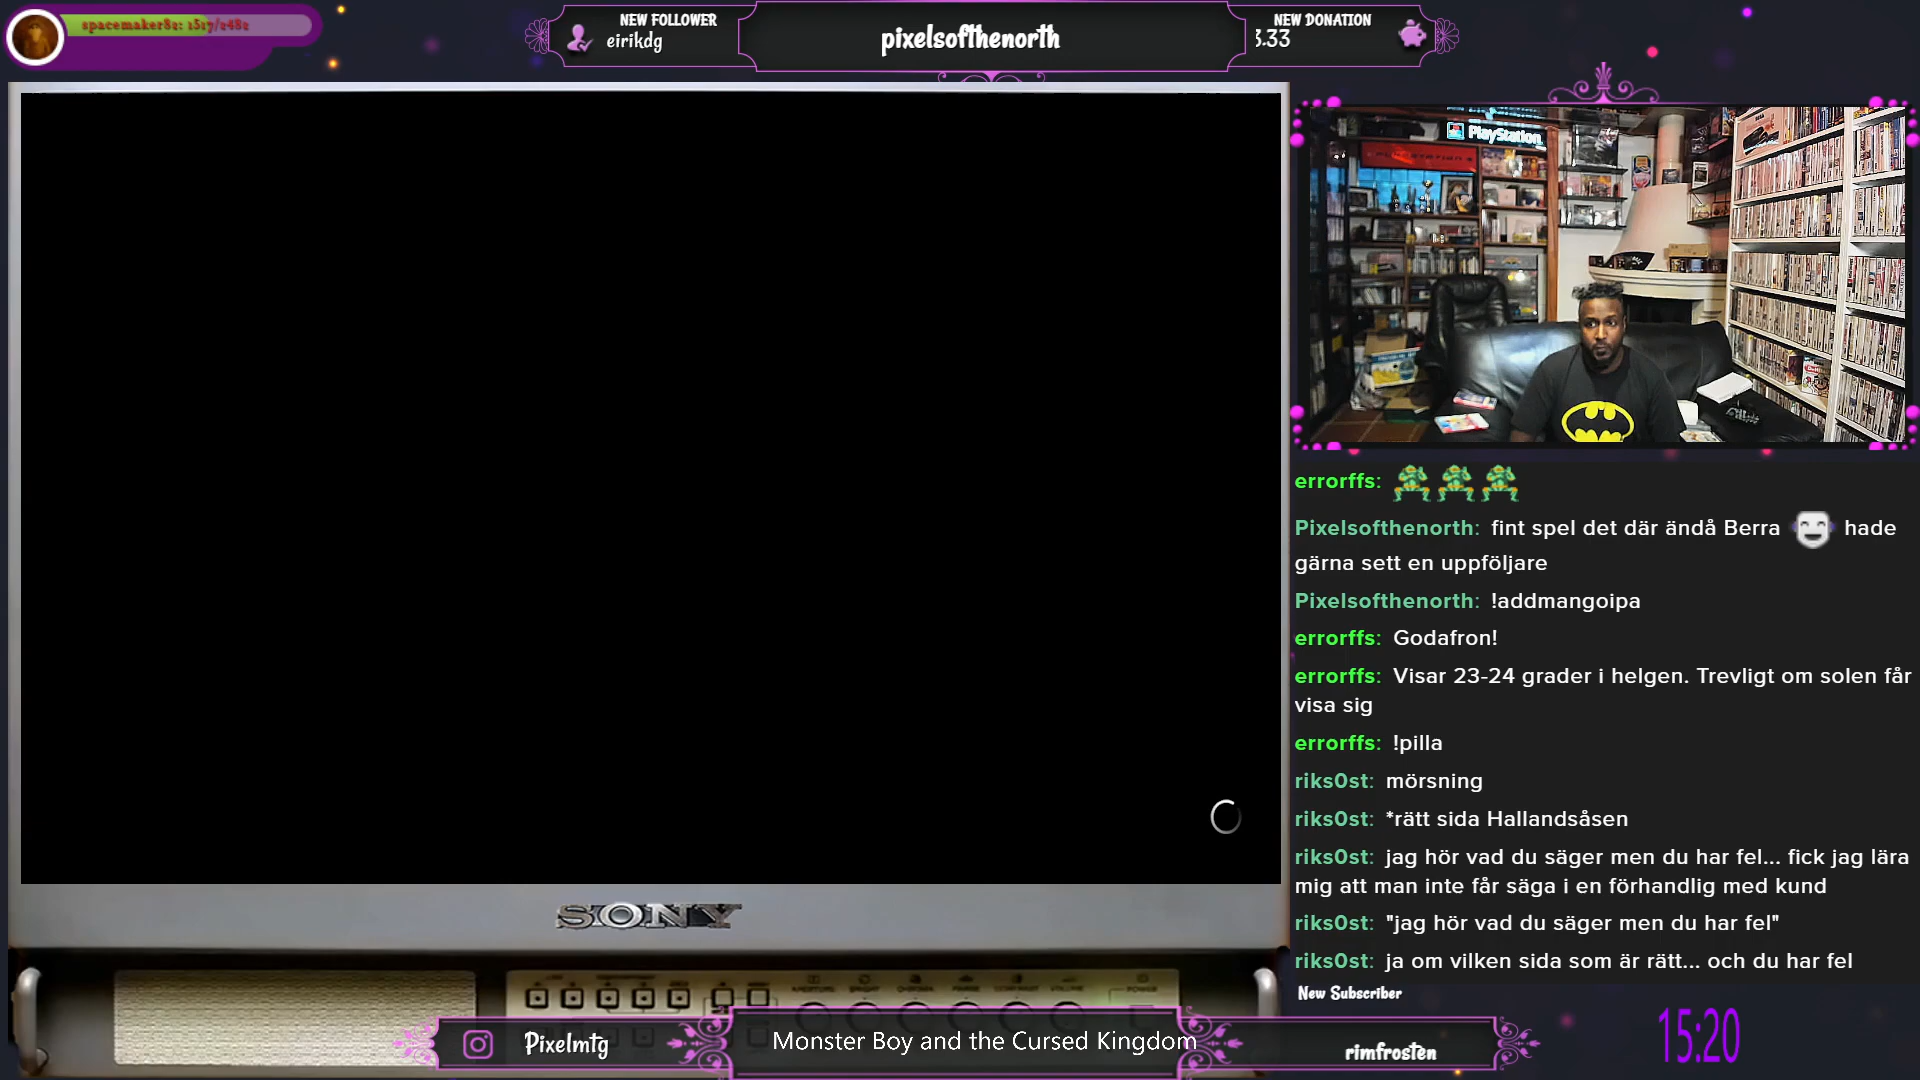 spacemaker82: 1517/2482
NEW FOLLOWER
eirikdg
pixelsofthenorth
NEW DONATION
3.33
PlayStation
errorffs:
Pixelsofthenorth: fint spel det där ändå Berra hade
gärna sett en uppföljare
Pixelsofthenorth: !addmangoipa
errorffs: Godafron!
errorffs: Visar 23-24 grader i helgen. Trevligt om solen får
visa sig
errorffs: !pilla
riks0st: mörsning
riks0st: *rätt sida Hallandsåsen
riks0st: jag hör vad du säger men du har fel... fick jag lära
mig att man inte får säga i en förhandlig med kund
riks0st: "jag hör vad du säger men du har fel"
riks0st: ja om vilken sida som är rätt... och du har fel
SONY
New Subscriber
Pixelmtg
Monster Boy and the Cursed Kingdom
rimfrosten
15:20